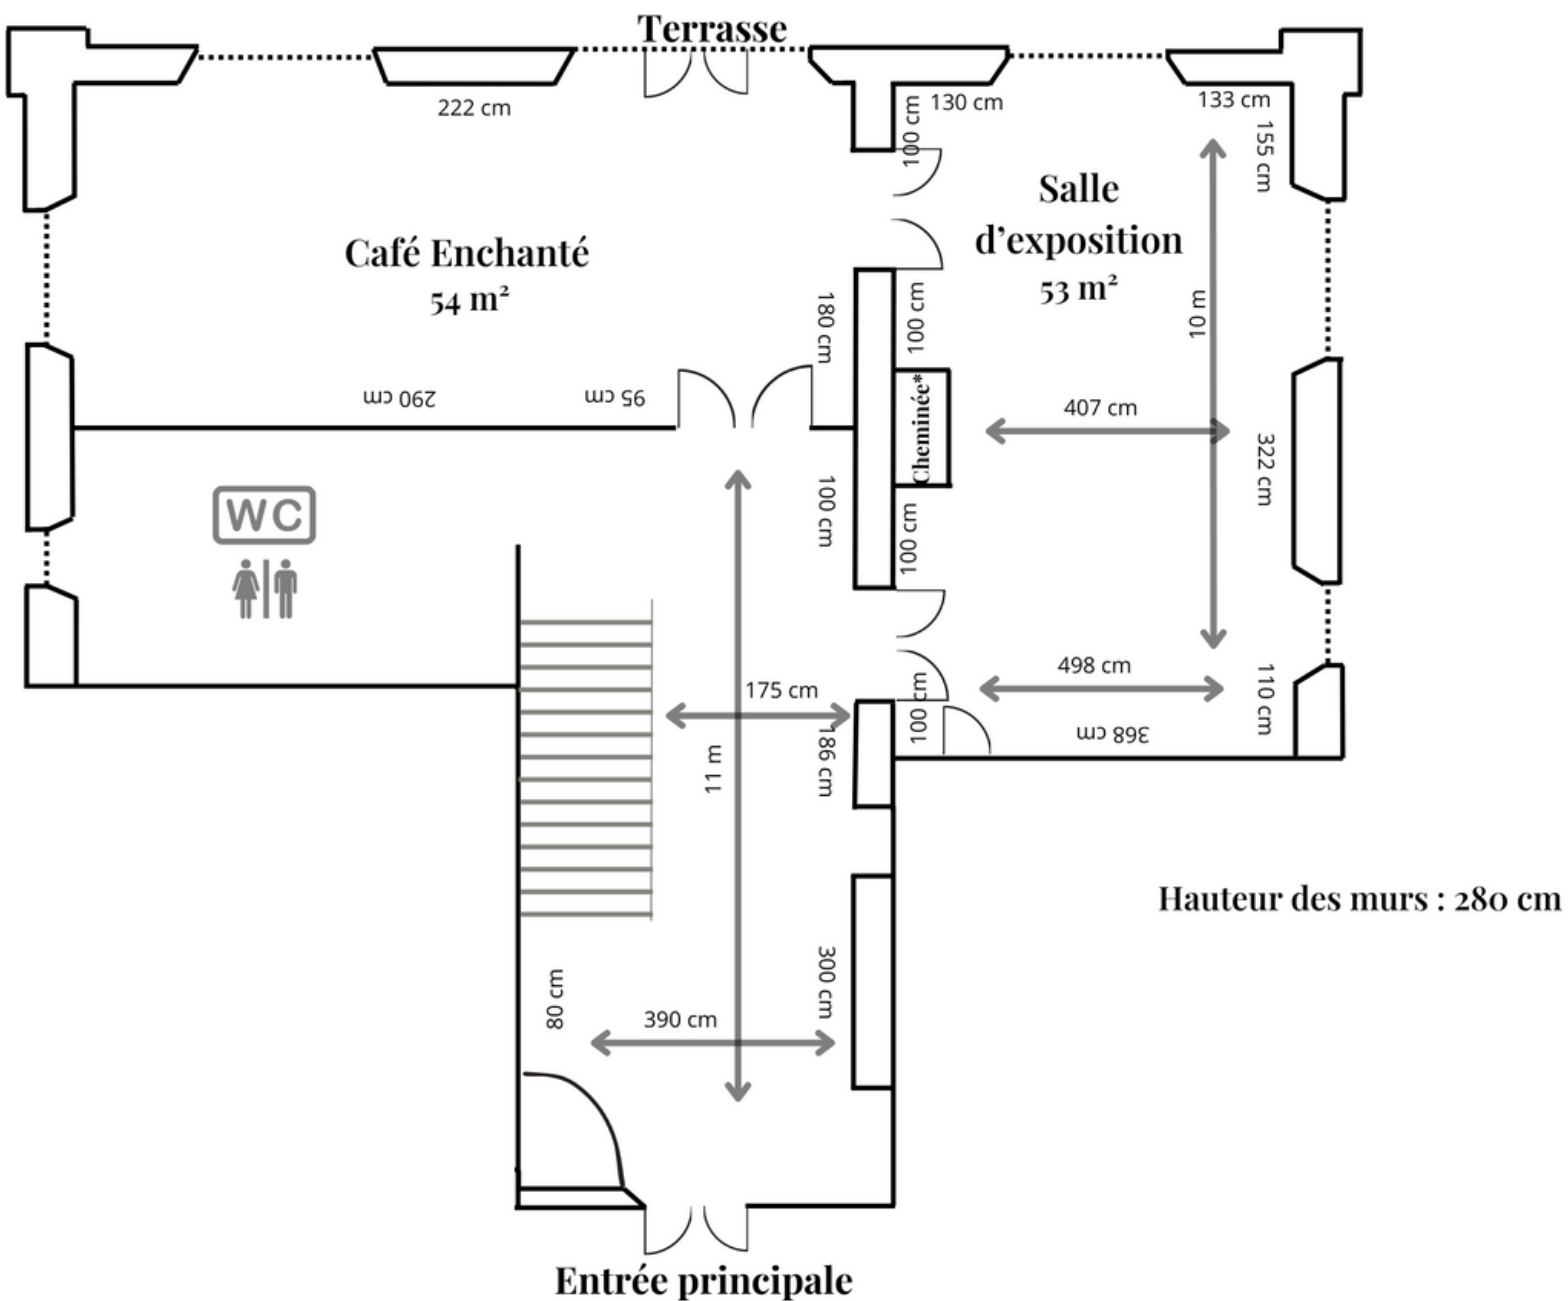 Terrasse
222 cm
130 cm
133 cm
100 cm
155 cm
Salle
d'exposition
53 m²
Café Enchanté
54 m²
180 cm
100 cm
10 m
290 cm
95 cm
Cheminée*
407 cm
322 cm
WC
100 cm
100 cm
498 cm
175 cm
110 cm
100 cm
368 cm
186 cm
11 m
Hauteur des murs : 280 cm
300 cm
80 cm
390 cm
Entrée principale